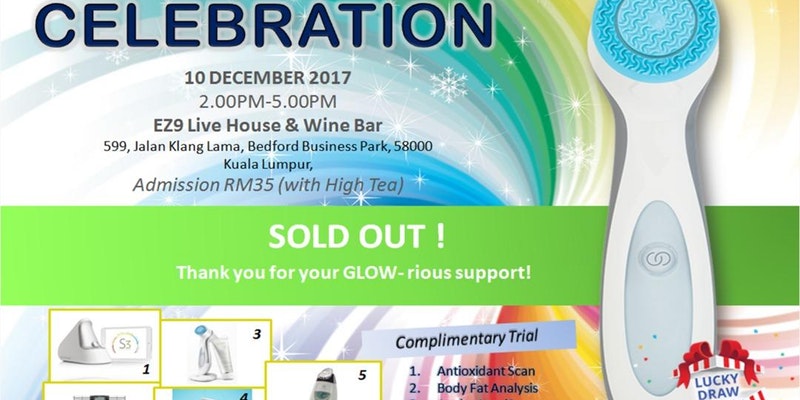 CELEBRATION
10 DECEMBER 2017
2.00PM-5.00PM
EZ9 Live House & Wine Bar
599, Jalan Klang Lama, Bedford Business Park, 58000
Kuala Lumpur,
Admission RM35 (with High Tea)
SOLD OUT !
Thank you for your GLOW- rious support!
S3
1
3
5
Complimentary Trial
1. Antioxidant Scan
2. Body Fat Analysis
LUCKY
DRAW